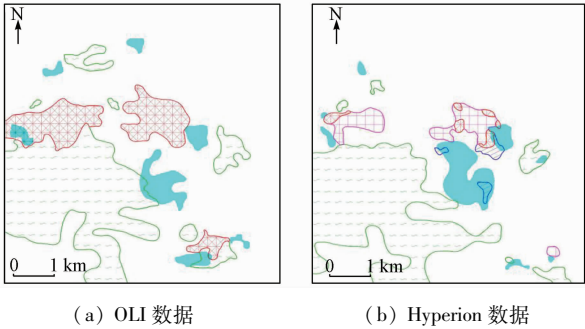 N
0 1 km
(a) OLI 数据
N
0 1 km
(b) Hyperion 数据